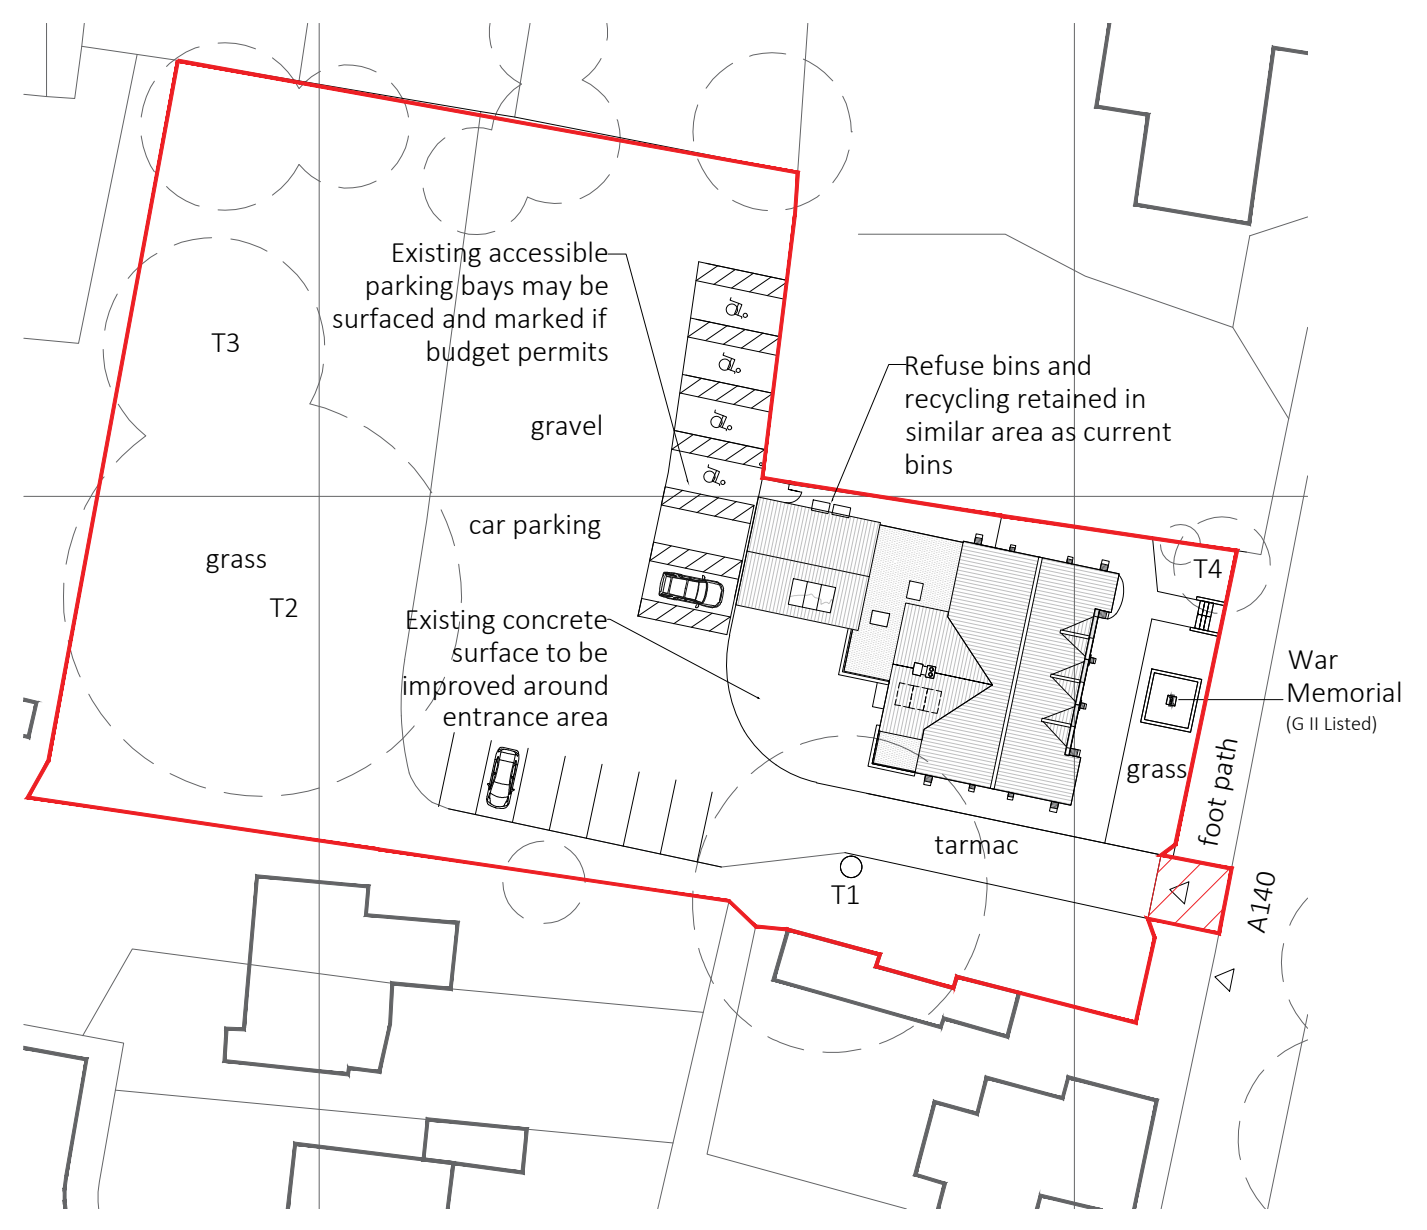 Existing accessible
parking bays may be
surfaced and marked if
budget permits
T3
Refuse bins and
recycling retained in
similar area as current
bins
gravel
car parking
grass
T2
T4
Existing concrete
surface to be
improved around
entrance area
War
Memorial
(G II Listed)
grass
foot path
tarmac
T1
A140